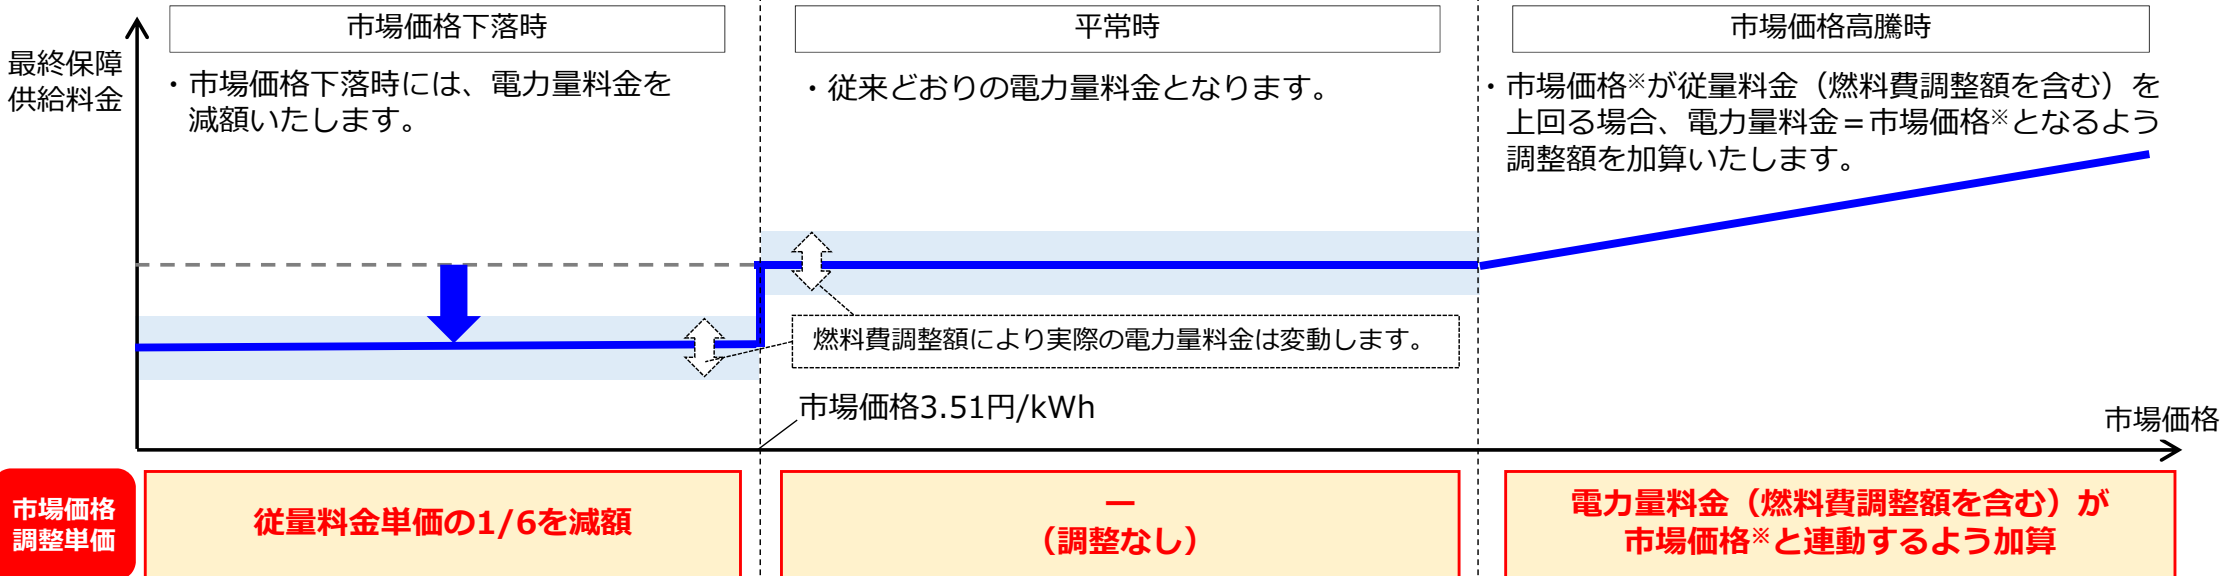 最終保障
供給料金
市場価格下落時
・市場価格下落時には、電力量料金を
減額いたします。
平常時
・従来どおりの電力量料金となります。
市場価格高騰時
・市場価格※が従量料金（燃料費調整額を含む）を
上回る場合、電力量料金＝市場価格※となるよう
調整額を加算いたします。
燃料費調整額により実際の電力量料金は変動します。
市場価格3.51円/kWh
市場価格
市場価格
調整単価
従量料金単価の1/6を減額
ー
（調整なし）
電力量料金（燃料費調整額を含む）が
市場価格※と連動するよう加算